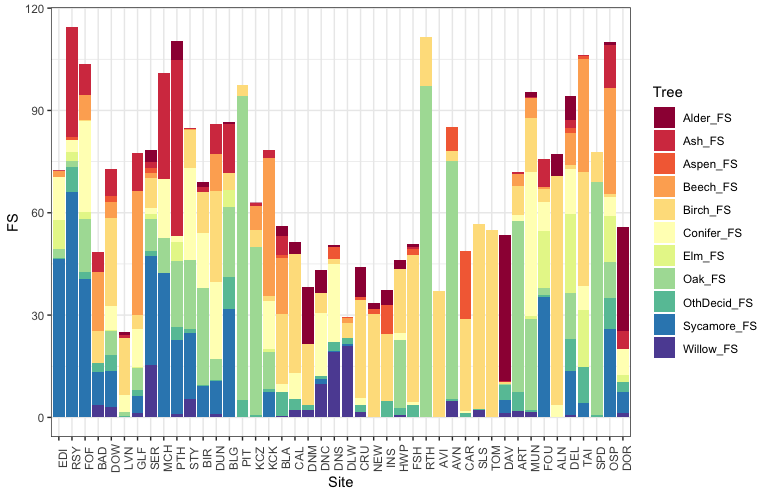 120
90
60
30
0
FS
EDI RSY FOF BAD DOW LVN GLF SER MCH PTH STY BIR DUN BLG PIT KCZ KCK BLA CAL DNM DNC DNS DLW CRU NEW INS HWP FSH RTH AVI AVN CAR SLS TOM DAV ART MUN FOU ALN DEL TAI SPD OSP DOR
Site
Tree
Alder_FS
Ash_FS
Aspen_FS
Beech_FS
Birch_FS
Conifer_FS
Elm_FS
Oak_FS
OthDecid_FS
Sycamore_FS
Willow_FS